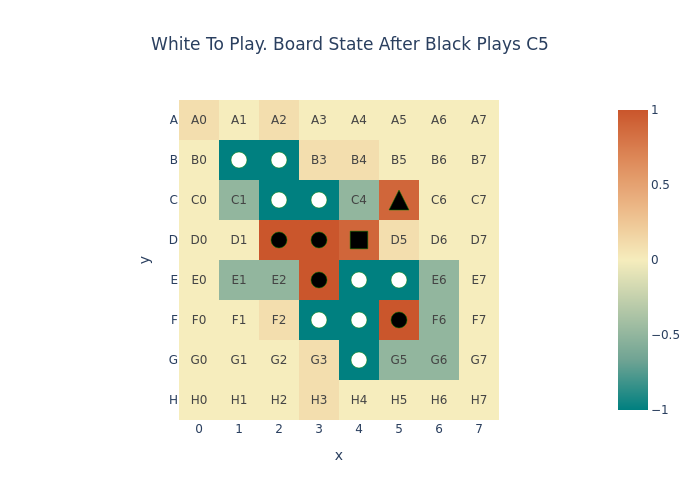 White To Play. Board State After Black Plays C5
A A0 A1 A2 A3 A4 A5 A6 A7
B B0 B3 B4 B5 B6 B7
C C0 C1 C4 C6 C7
D D0 D1 D5 D6 D7
E E0 E1 E2 E6 E7
F F0 F1 F2 F6 F7
G G0 G1 G2 G3 G5 G6 G7
H H0 H1 H2 H3 H4 H5 H6 H7
0 1 2 3 4 5 6 7
x
y
1
0.5
0
−0.5
−1